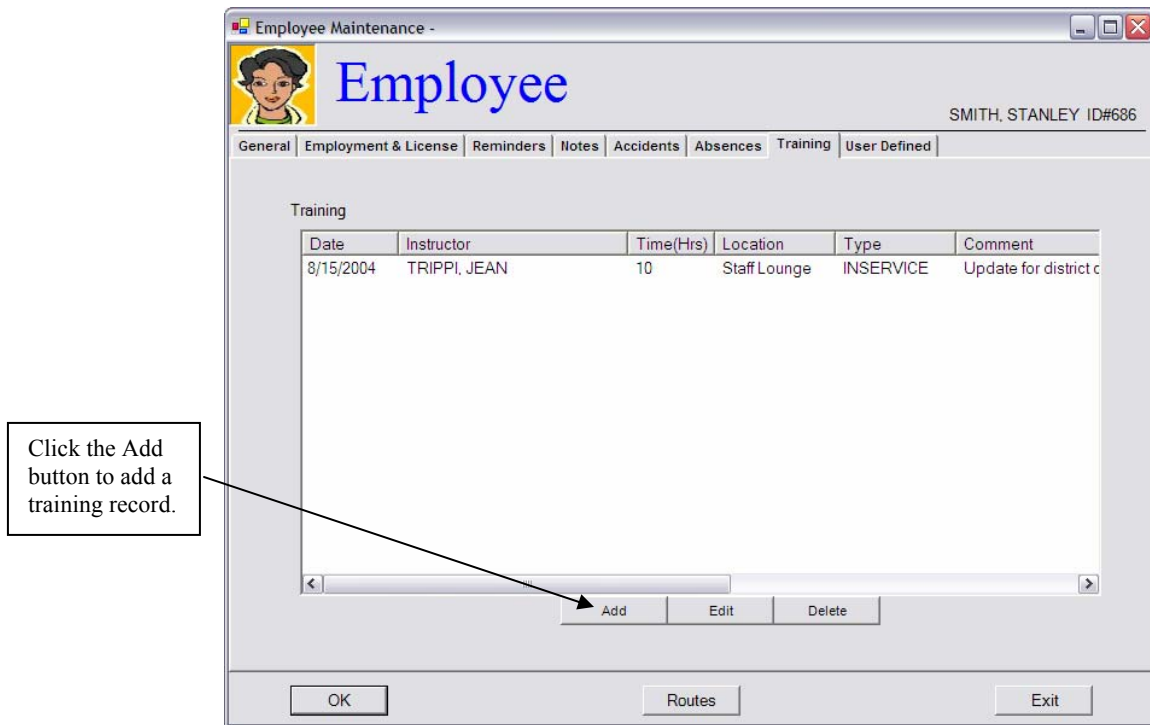 Employee Maintenance -
Employee
SMITH, STANLEY ID#686
General Employment & License Reminders Notes Accidents Absences Training User Defined
Training
Date Instructor Time(Hrs) Location Type Comment
8/15/2004 TRIPPI, JEAN 10 Staff Lounge INSERVICE Update for district
Click the Add
button to add a
training record.
Add Edit Delete
OK Routes Exit